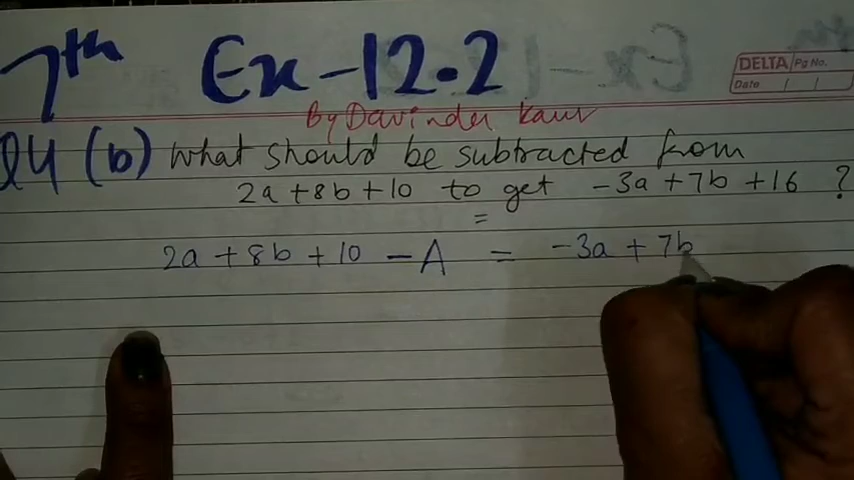 7th Ex-12.2
DELTA Pg No.
Date / /
By Davinder Kaur
Q4 (b) What should be subtracted from
2a + 8b + 10 to get -3a + 7b + 16 ?
=
2a + 8b + 10 - A = -3a + 7b